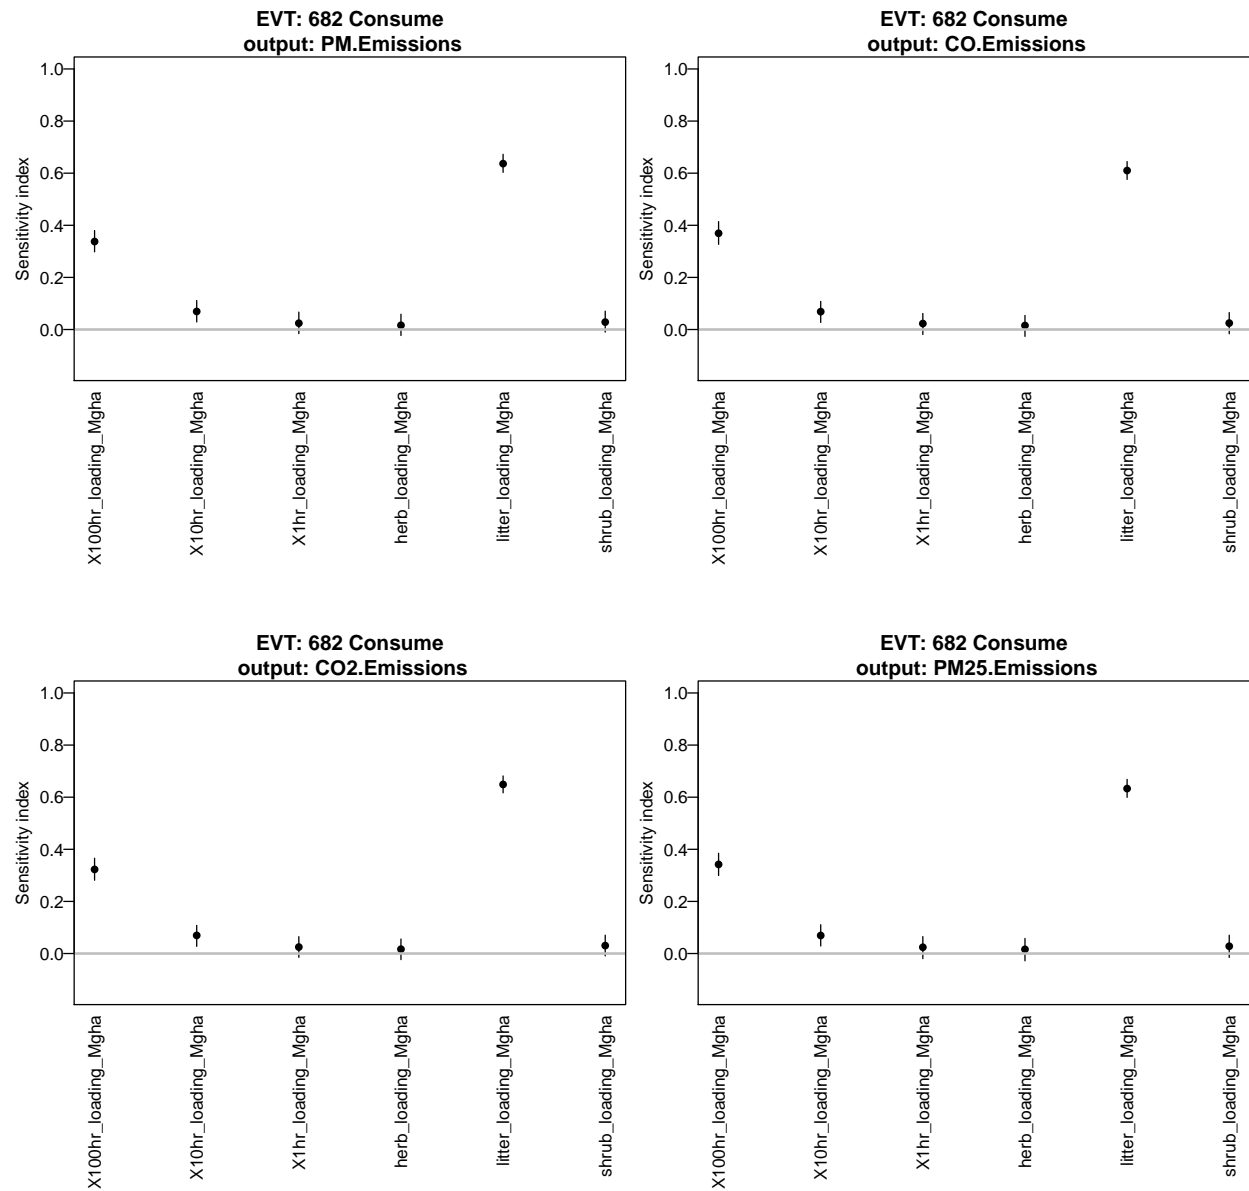 EVT: 682 Consume
output: PM.Emissions
Sensitivity index
1.0
0.8
0.6
0.4
0.2
0.0
X100hr_loading_Mgha
X10hr_loading_Mgha
X1hr_loading_Mgha
herb_loading_Mgha
litter_loading_Mgha
shrub_loading_Mgha
EVT: 682 Consume
output: CO.Emissions
Sensitivity index
1.0
0.8
0.6
0.4
0.2
0.0
X100hr_loading_Mgha
X10hr_loading_Mgha
X1hr_loading_Mgha
herb_loading_Mgha
litter_loading_Mgha
shrub_loading_Mgha
EVT: 682 Consume
output: CO2.Emissions
Sensitivity index
1.0
0.8
0.6
0.4
0.2
0.0
X100hr_loading_Mgha
X10hr_loading_Mgha
X1hr_loading_Mgha
herb_loading_Mgha
litter_loading_Mgha
shrub_loading_Mgha
EVT: 682 Consume
output: PM25.Emissions
Sensitivity index
1.0
0.8
0.6
0.4
0.2
0.0
X100hr_loading_Mgha
X10hr_loading_Mgha
X1hr_loading_Mgha
herb_loading_Mgha
litter_loading_Mgha
shrub_loading_Mgha